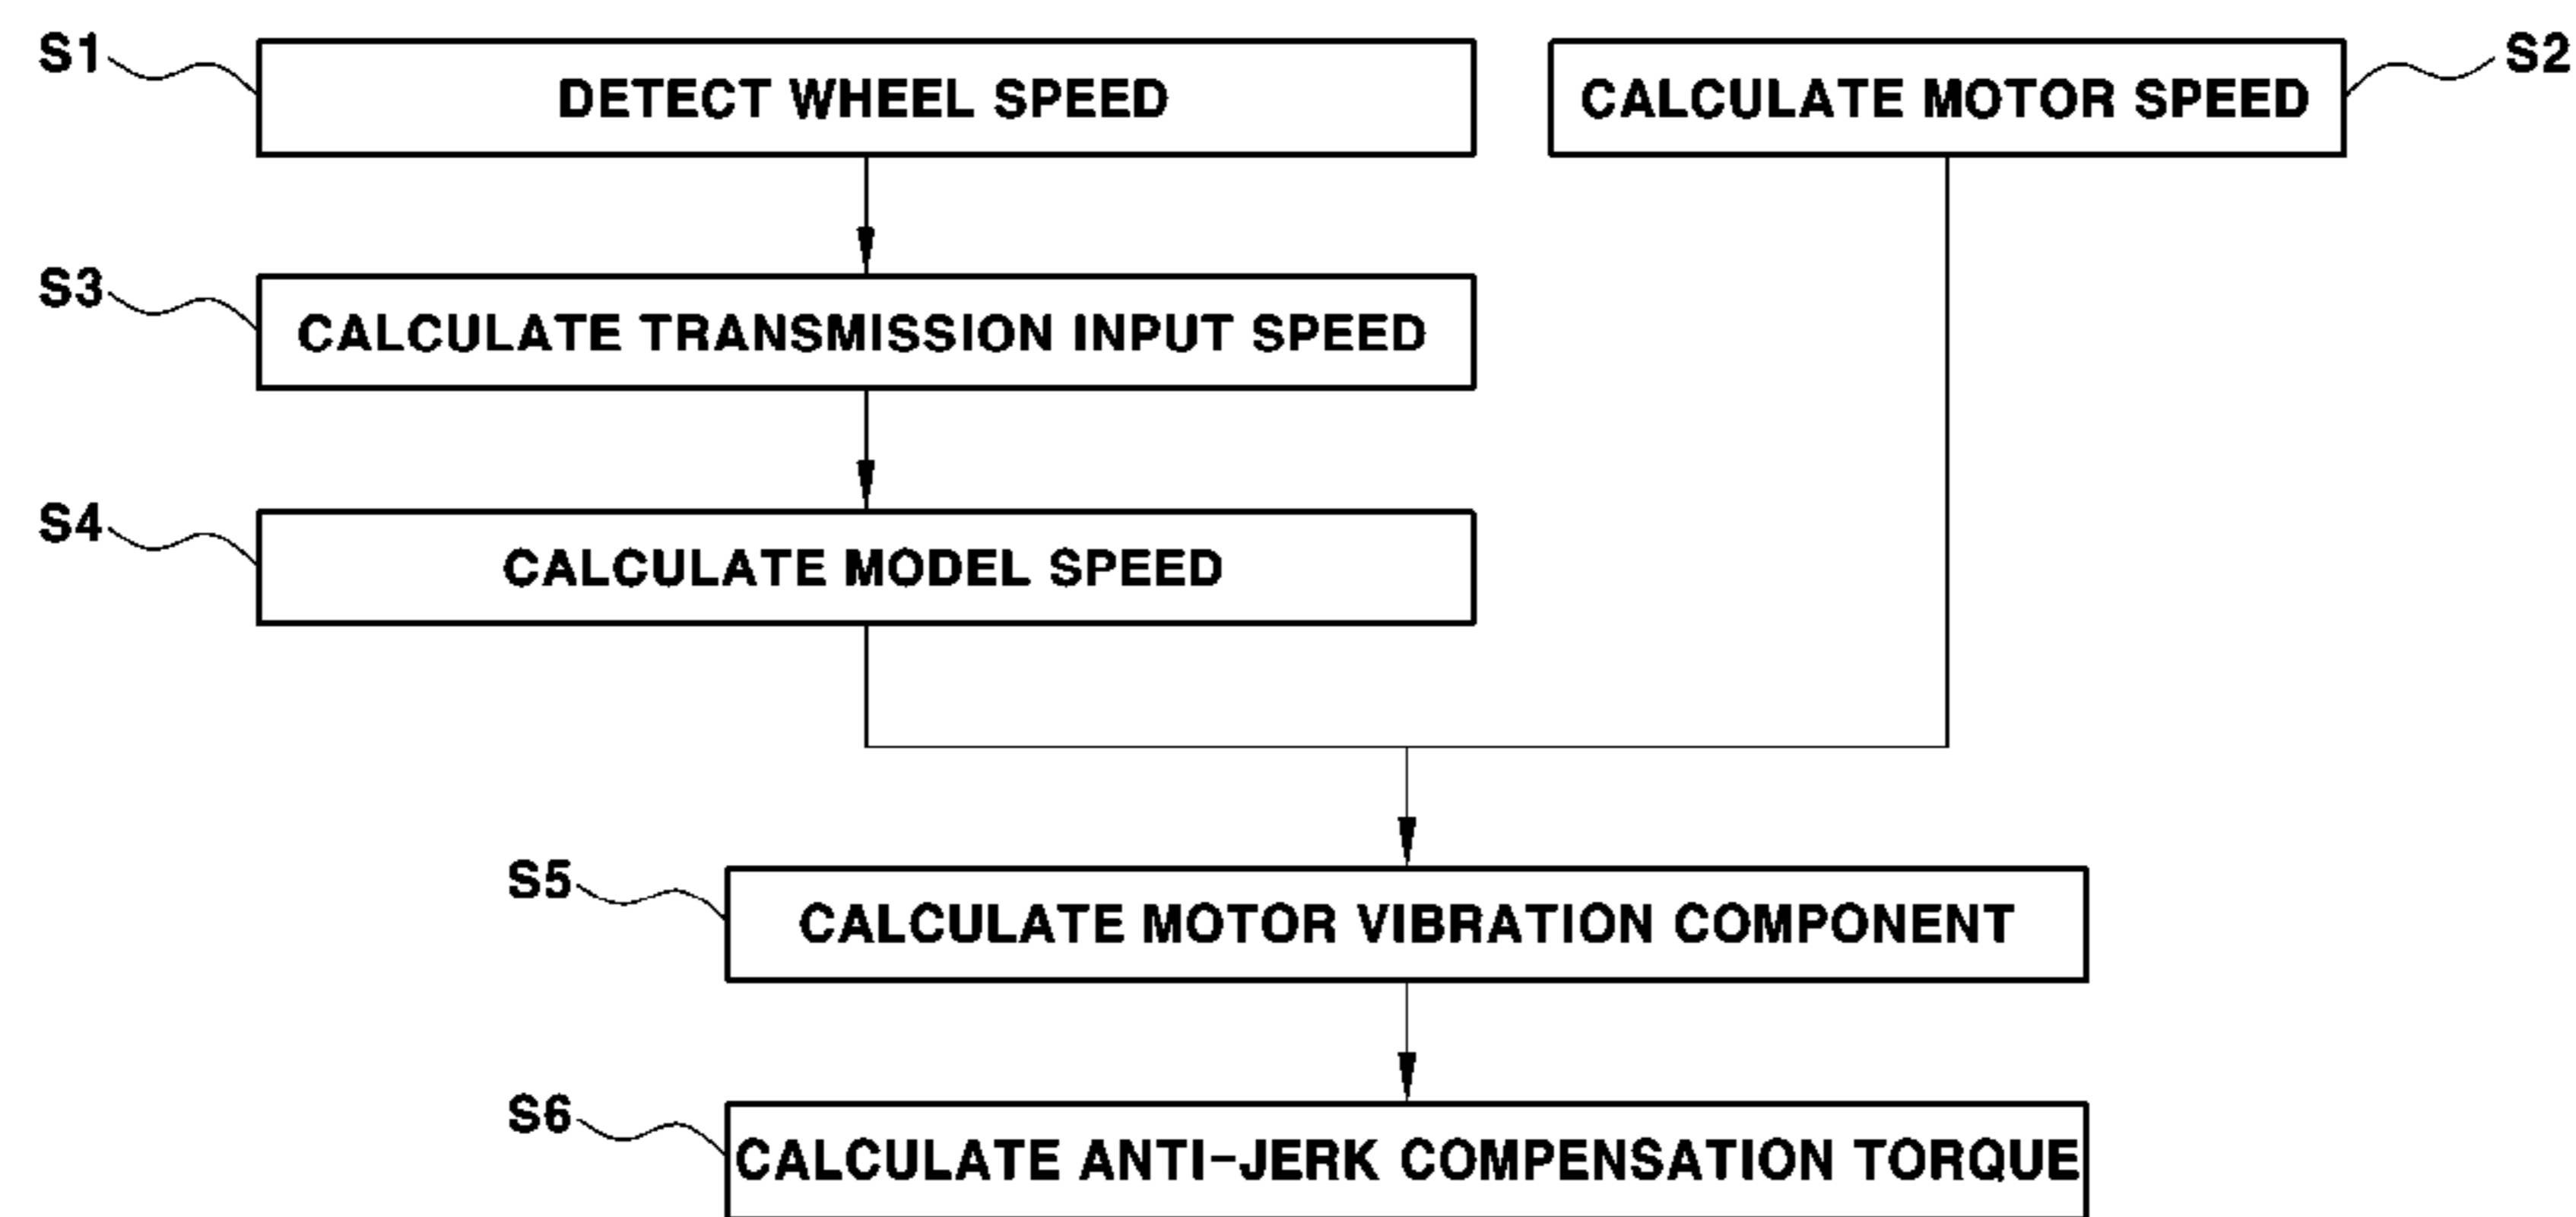 S1
DETECT WHEEL SPEED
CALCULATE MOTOR SPEED
S2
S3
CALCULATE TRANSMISSION INPUT SPEED
S4
CALCULATE MODEL SPEED
S5
CALCULATE MOTOR VIBRATION COMPONENT
S6
CALCULATE ANTI-JERK COMPENSATION TORQUE